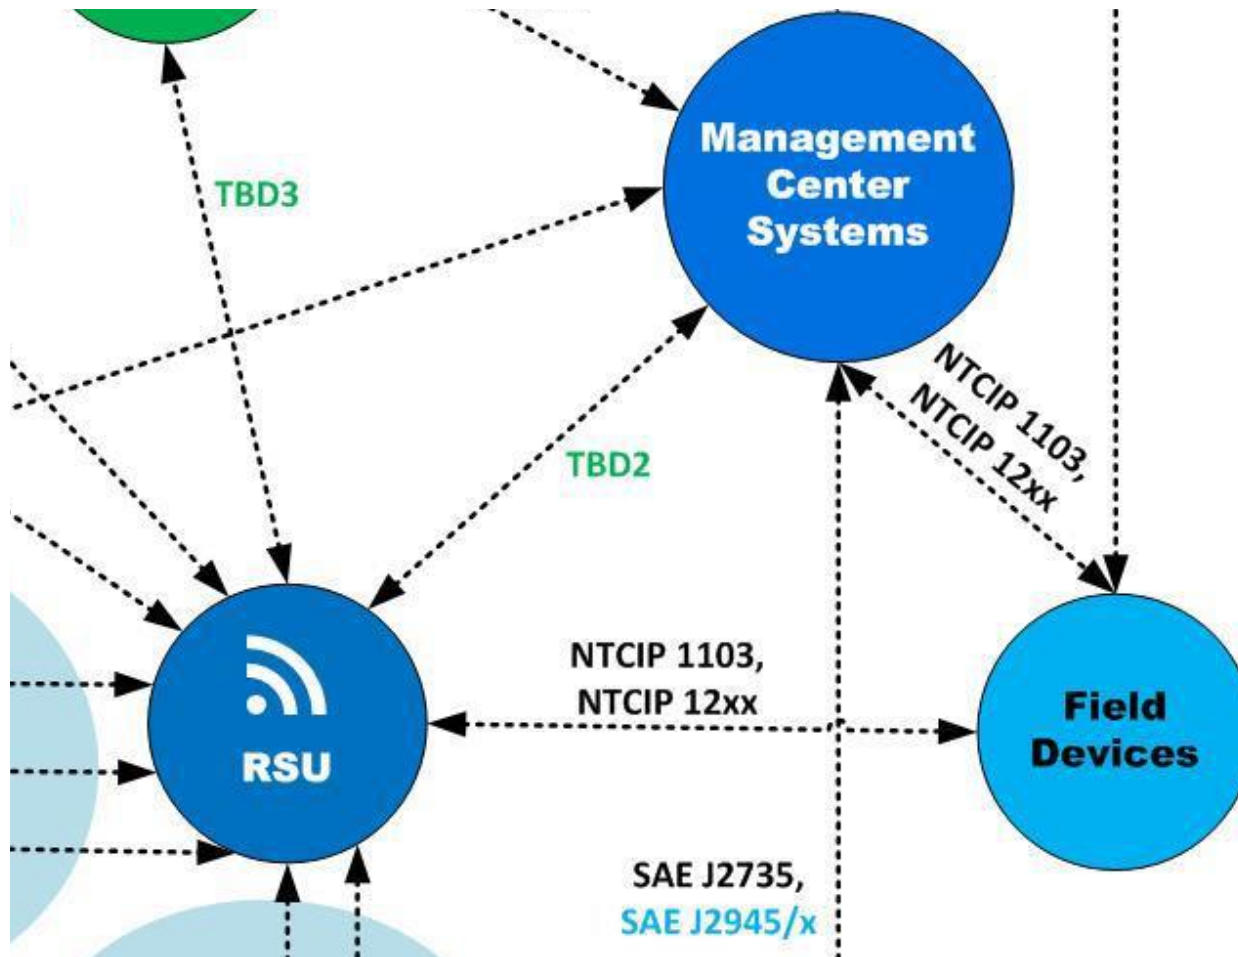 Management
Center
Systems
TBD3
NTCIP 1103,
NTCIP 12xx
TBD2
NTCIP 1103,
NTCIP 12xx
RSU
Field
Devices
SAE J2735,
SAE J2945/x